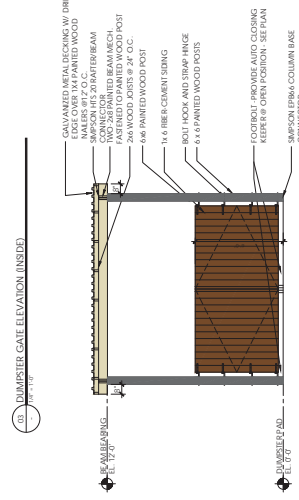 GALVANIZED METAL DECKING W/ DRI
EDGE OVER 1X4 PAINTED WOOD
NAILERS @12" O.C.
SIMPSON HTS 20 RAFTER/BEAM
CONNECTOR
TWO-2x8 PAINTED BEAM MECH.
FASTENED TO PAINTED WOOD POST
2x6 WOOD JOISTS @ 24" O.C.
6x6 PAINTED WOOD POST
1x 6 FIBER-CEMENT SIDING
BOLT HOOK AND STRAP HINGE
6 x 6 PAINTED WOOD POSTS
FOOTBOLT - PROVIDE AUTO CLOSING
KEEPER @ OPEN POSITION - SEE PLAN
SIMPSON EPB66 COLUMN BASE
8"
8"
BEAM BEARING
EL. 12'-0"
DUMPSTER PAD
EL. 0'-0"
03
DUMPSTER GATE ELEVATION (INSIDE)
1/4" = 1'-0"